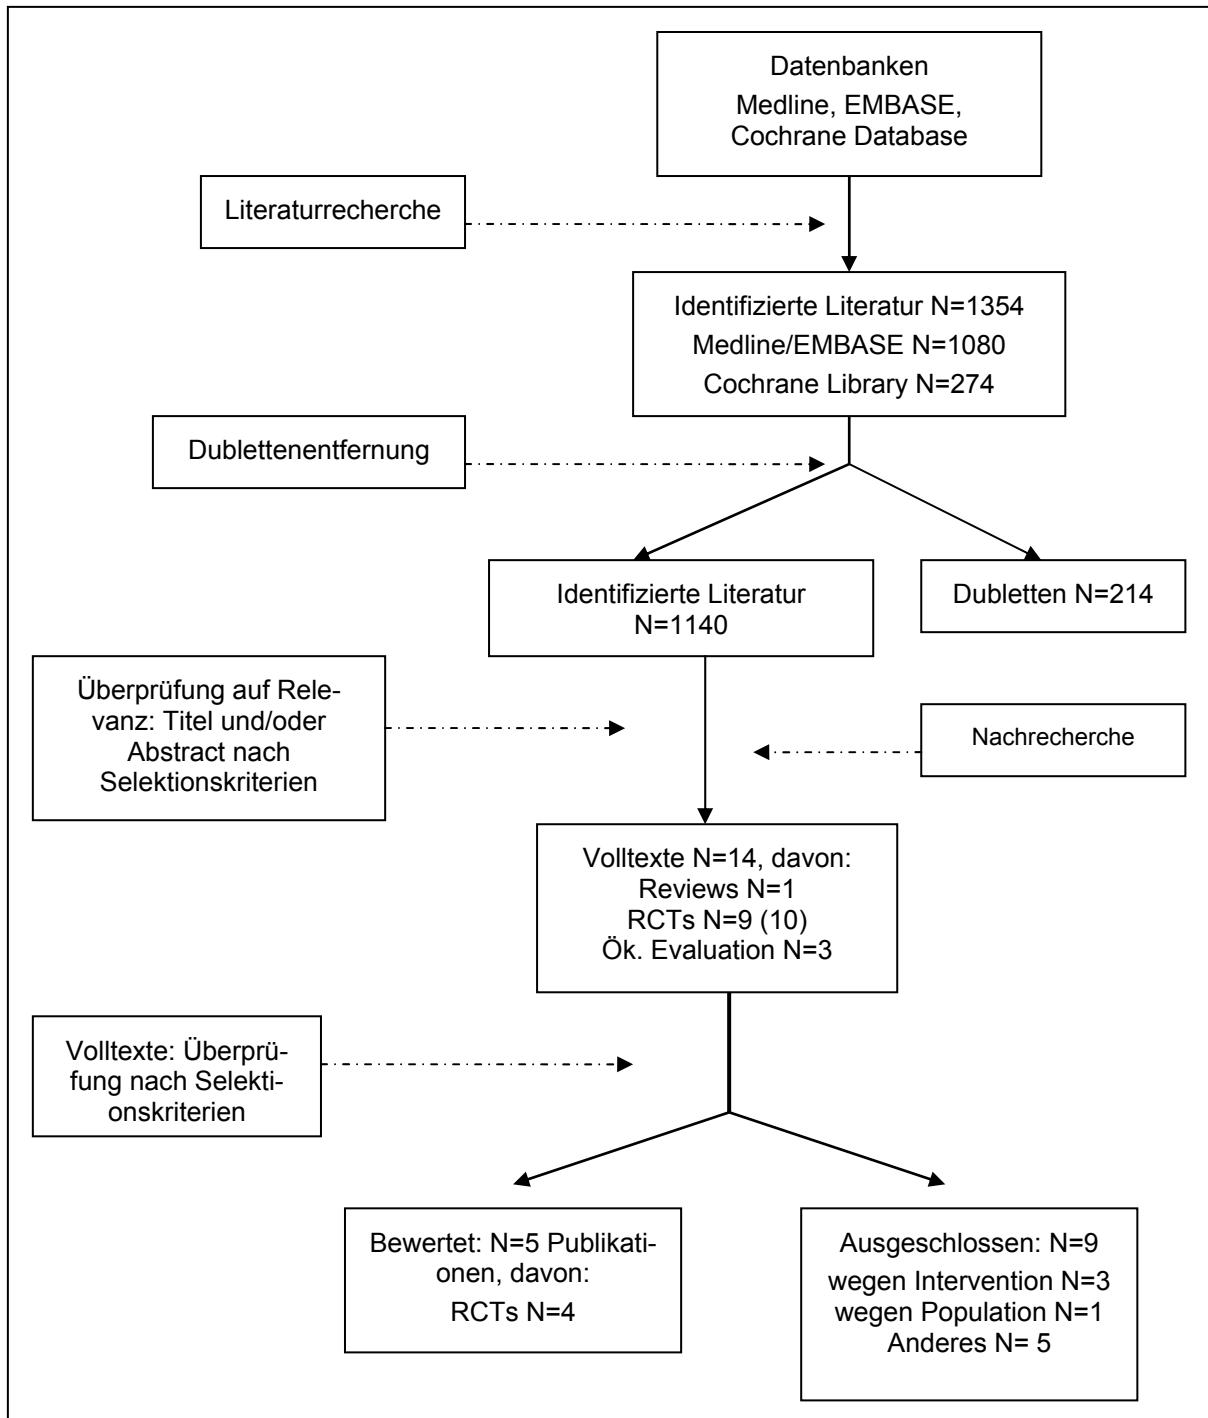 Datenbanken
Medline, EMBASE,
Cochrane Database
Literaturrecherche
Identifizierte Literatur N=1354
Medline/EMBASE N=1080
Cochrane Library N=274
Dublettenentfernung
Identifizierte Literatur
N=1140
Dubletten N=214
Überprüfung auf Rele-
vanz: Titel und/oder
Abstract nach
Selektionskriterien
Nachrecherche
Volltexte N=14, davon:
Reviews N=1
RCTs N=9 (10)
Ök. Evaluation N=3
Volltexte: Überprü-
fung nach Selekti-
onskriterien
Bewertet: N=5 Publikati-
onen, davon:
RCTs N=4
Ausgeschlossen: N=9
wegen Intervention N=3
wegen Population N=1
Anderes N= 5